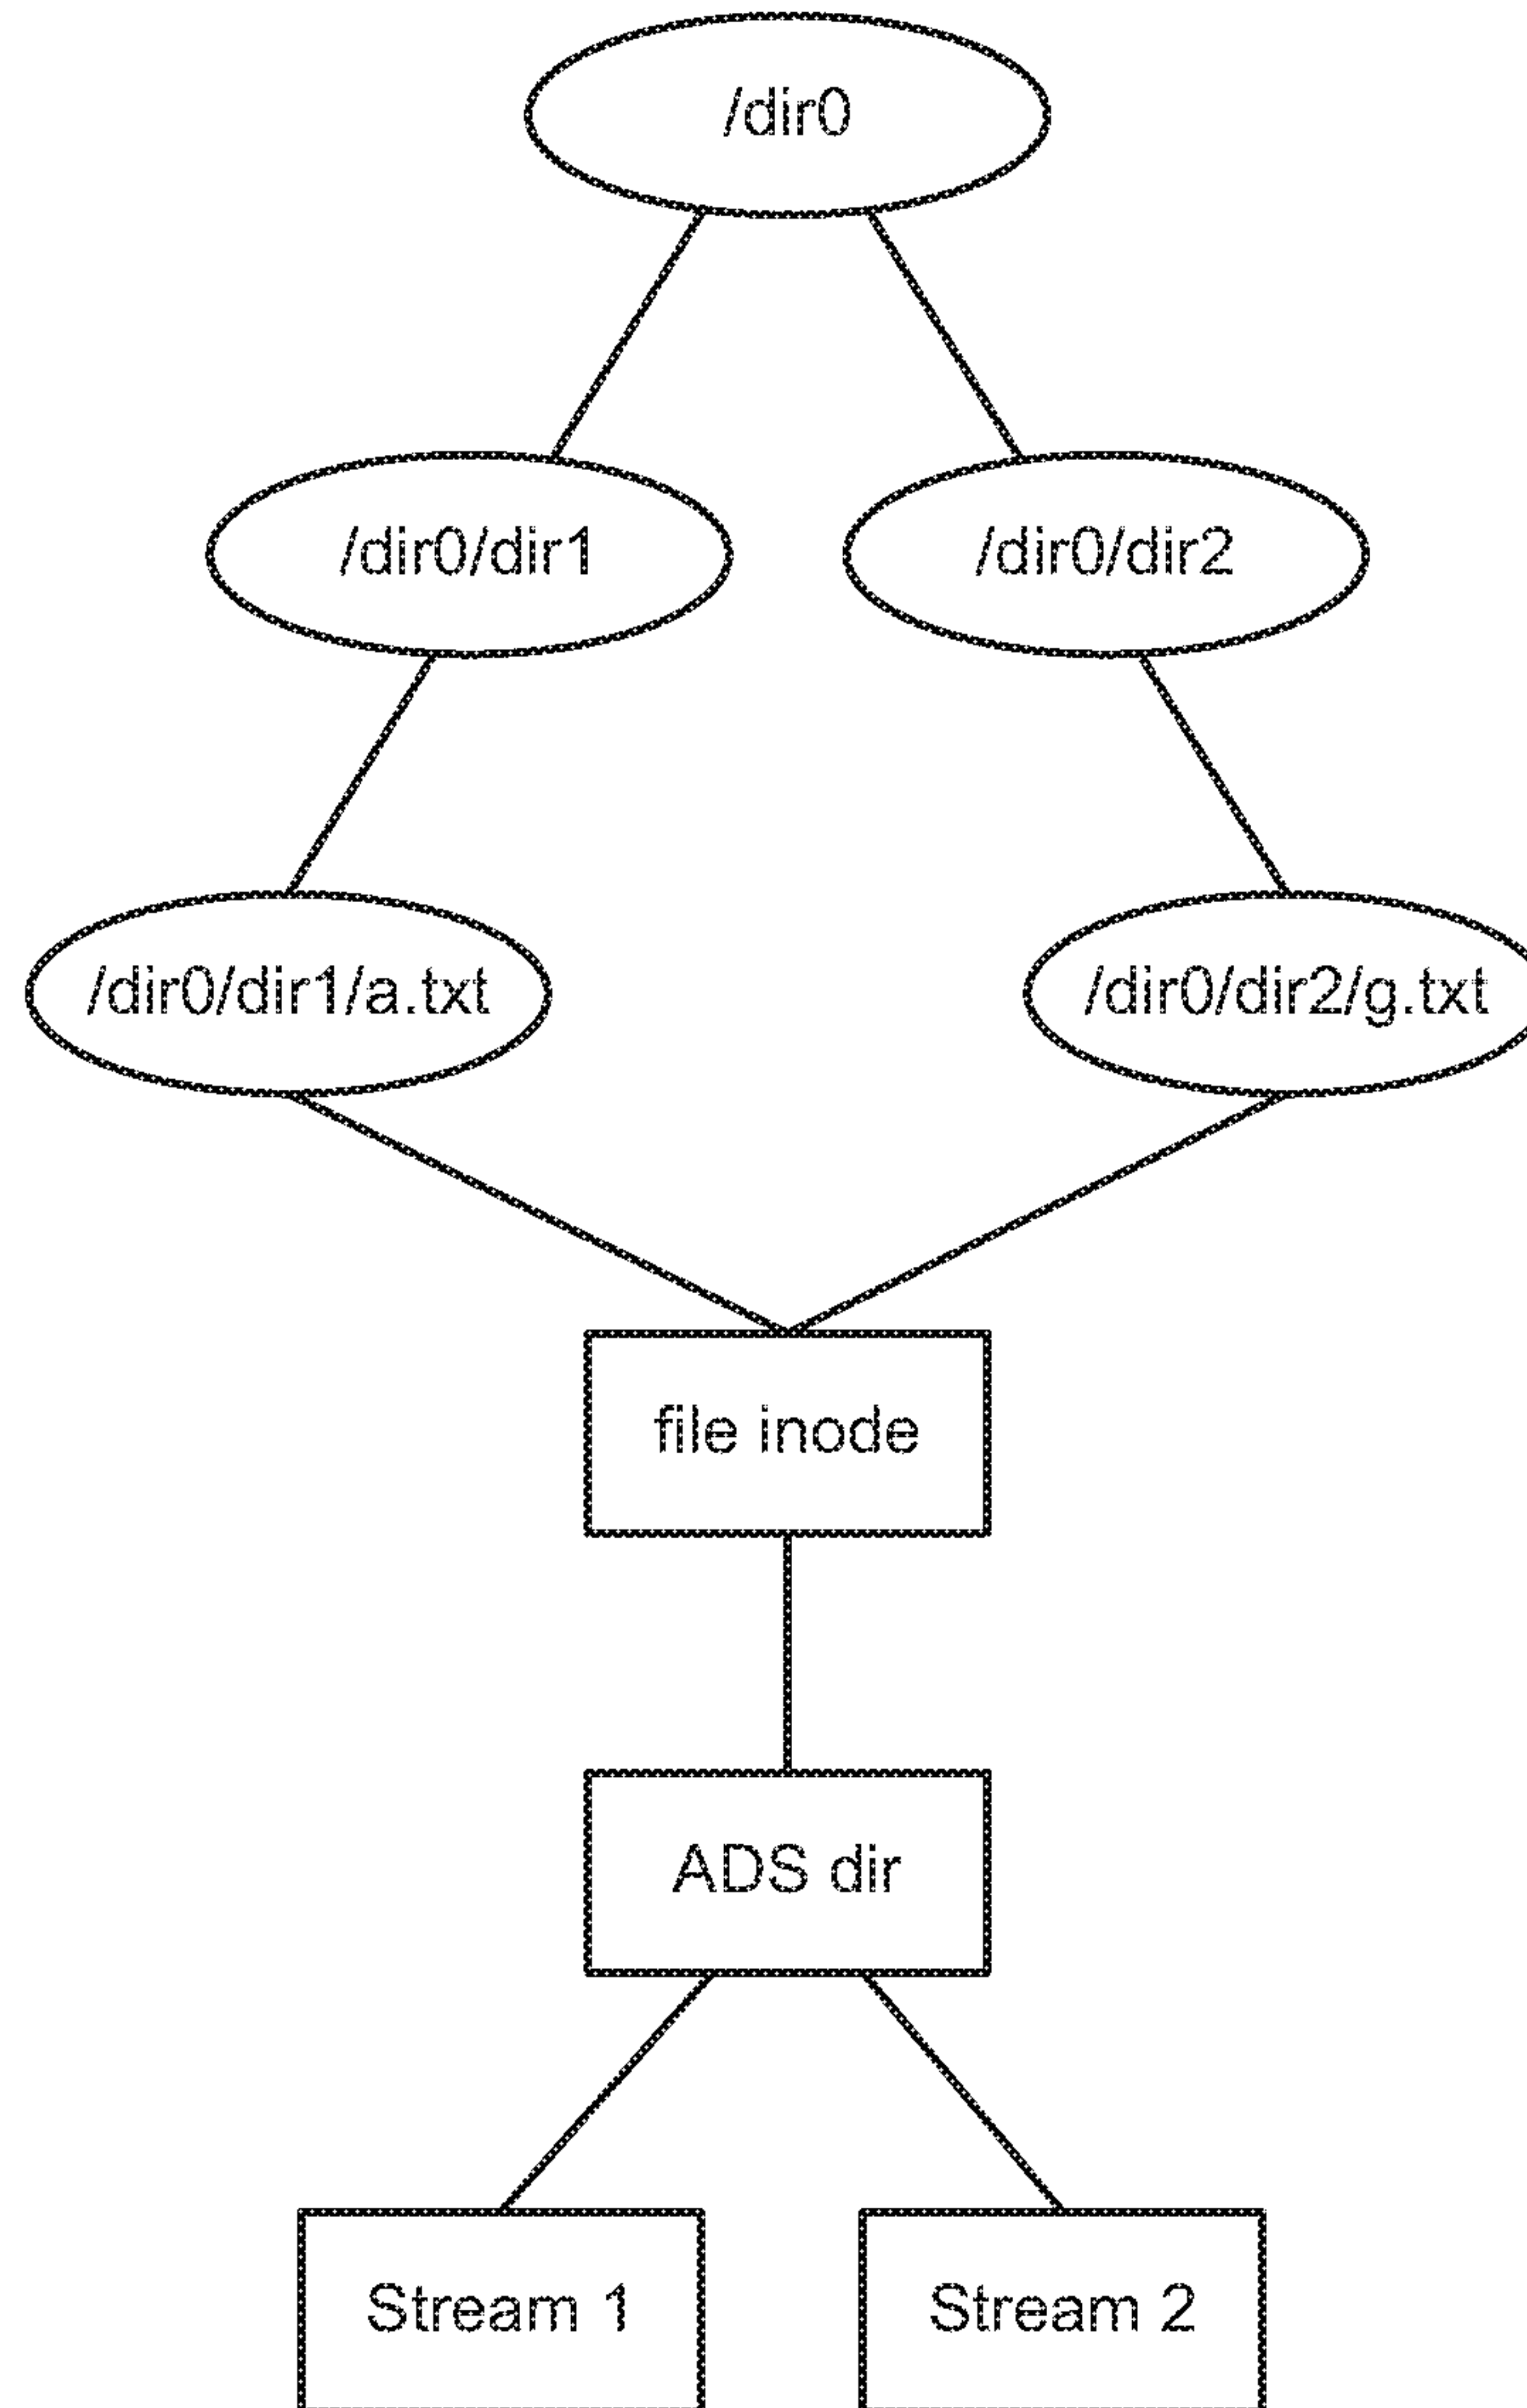 /dir0
/dir0/dir1
/dir0/dir2
/dir0/dir1/a.txt
/dir0/dir2/g.txt
file inode
ADS dir
Stream 1
Stream 2